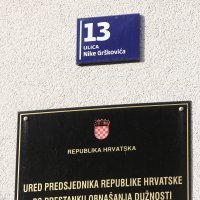 13
ULICA
Nike Grškovića
REPUBLIKA HRVATSKA
URED PREDSJEDNIKA REPUBLIKE HRVATSKE
PO PRESTANKU OBNAŠANJA DUŽNOSTI